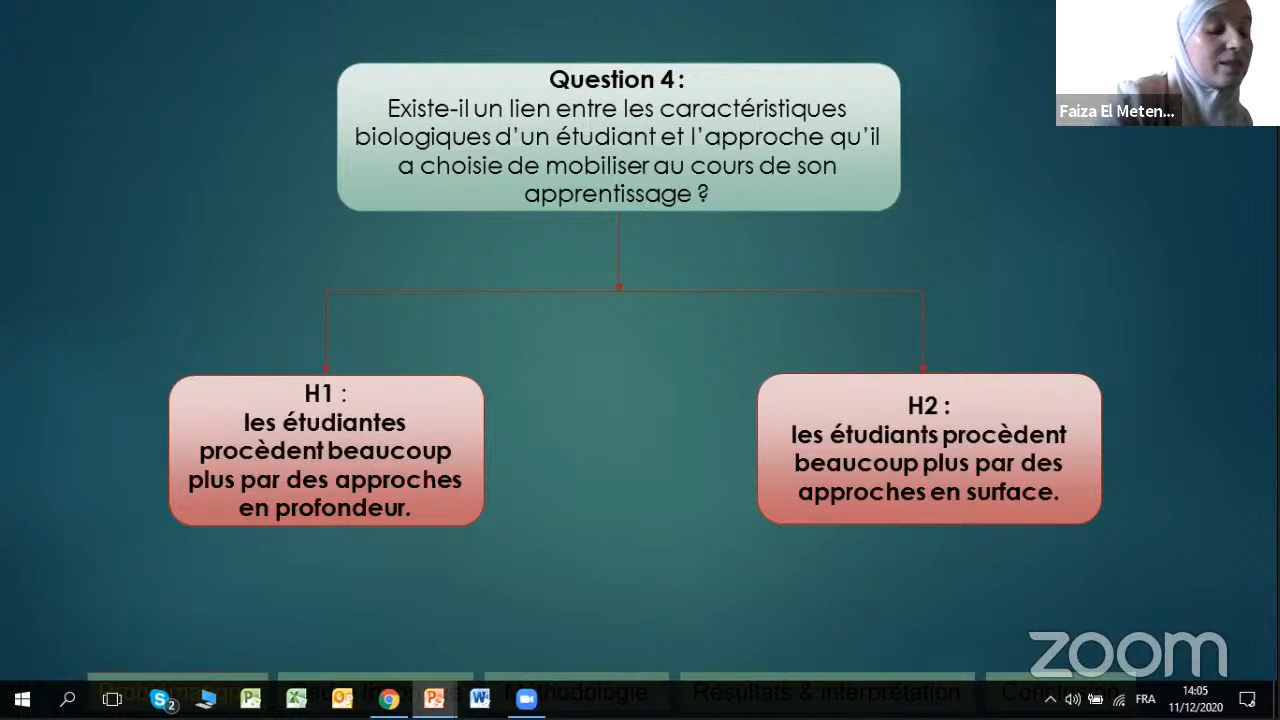 Question 4 :
Existe-il un lien entre les caractéristiques
biologiques d'un étudiant et l'approche qu'il
a choisie de mobiliser au cours de son
apprentissage ?
Faiza El Meten...
H1 :
les étudiantes
procèdent beaucoup
plus par des approches
en profondeur.
H2 :
les étudiants procèdent
beaucoup plus par des
approches en surface.
zoom
Méthodologie
Résultats & interprétation
2
FRA
14:05
11/12/2020